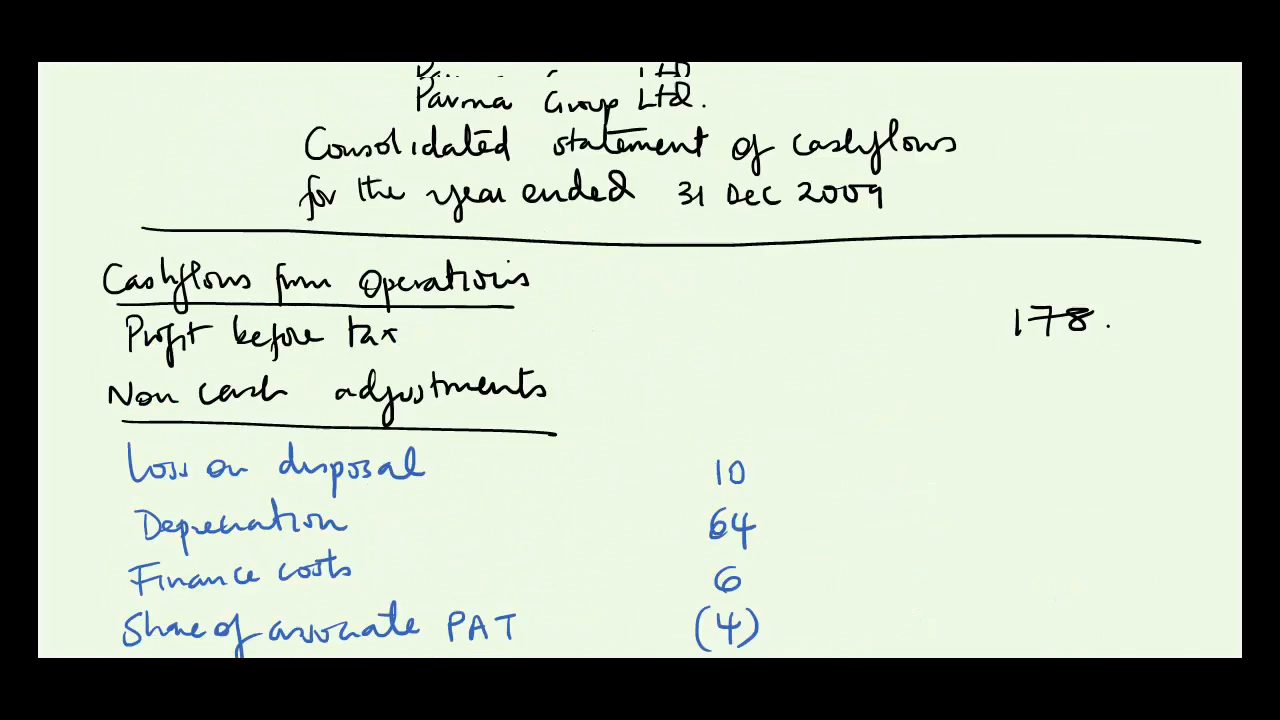 Parma Group Ltd.
Consolidated statement of cashflows
for the year ended 31 Dec 2009
Cashflows from Operations
Profit before tax 178.
Non cash adjustments
Loss on disposal 10
Depreciation 64
Finance costs 6
Share of associate PAT (4)